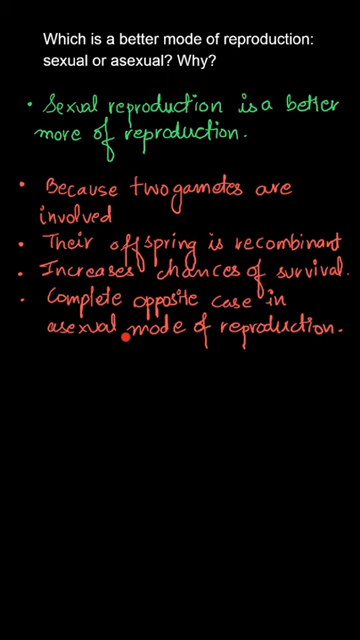 Which is a better mode of reproduction:
sexual or asexual? Why?
• Sexual reproduction is a better
more of reproduction.
• Because two gametes are
involved
• Their offspring is recombinant
• Increases chances of survival.
• Complete opposite case in
asexual mode of reproduction.